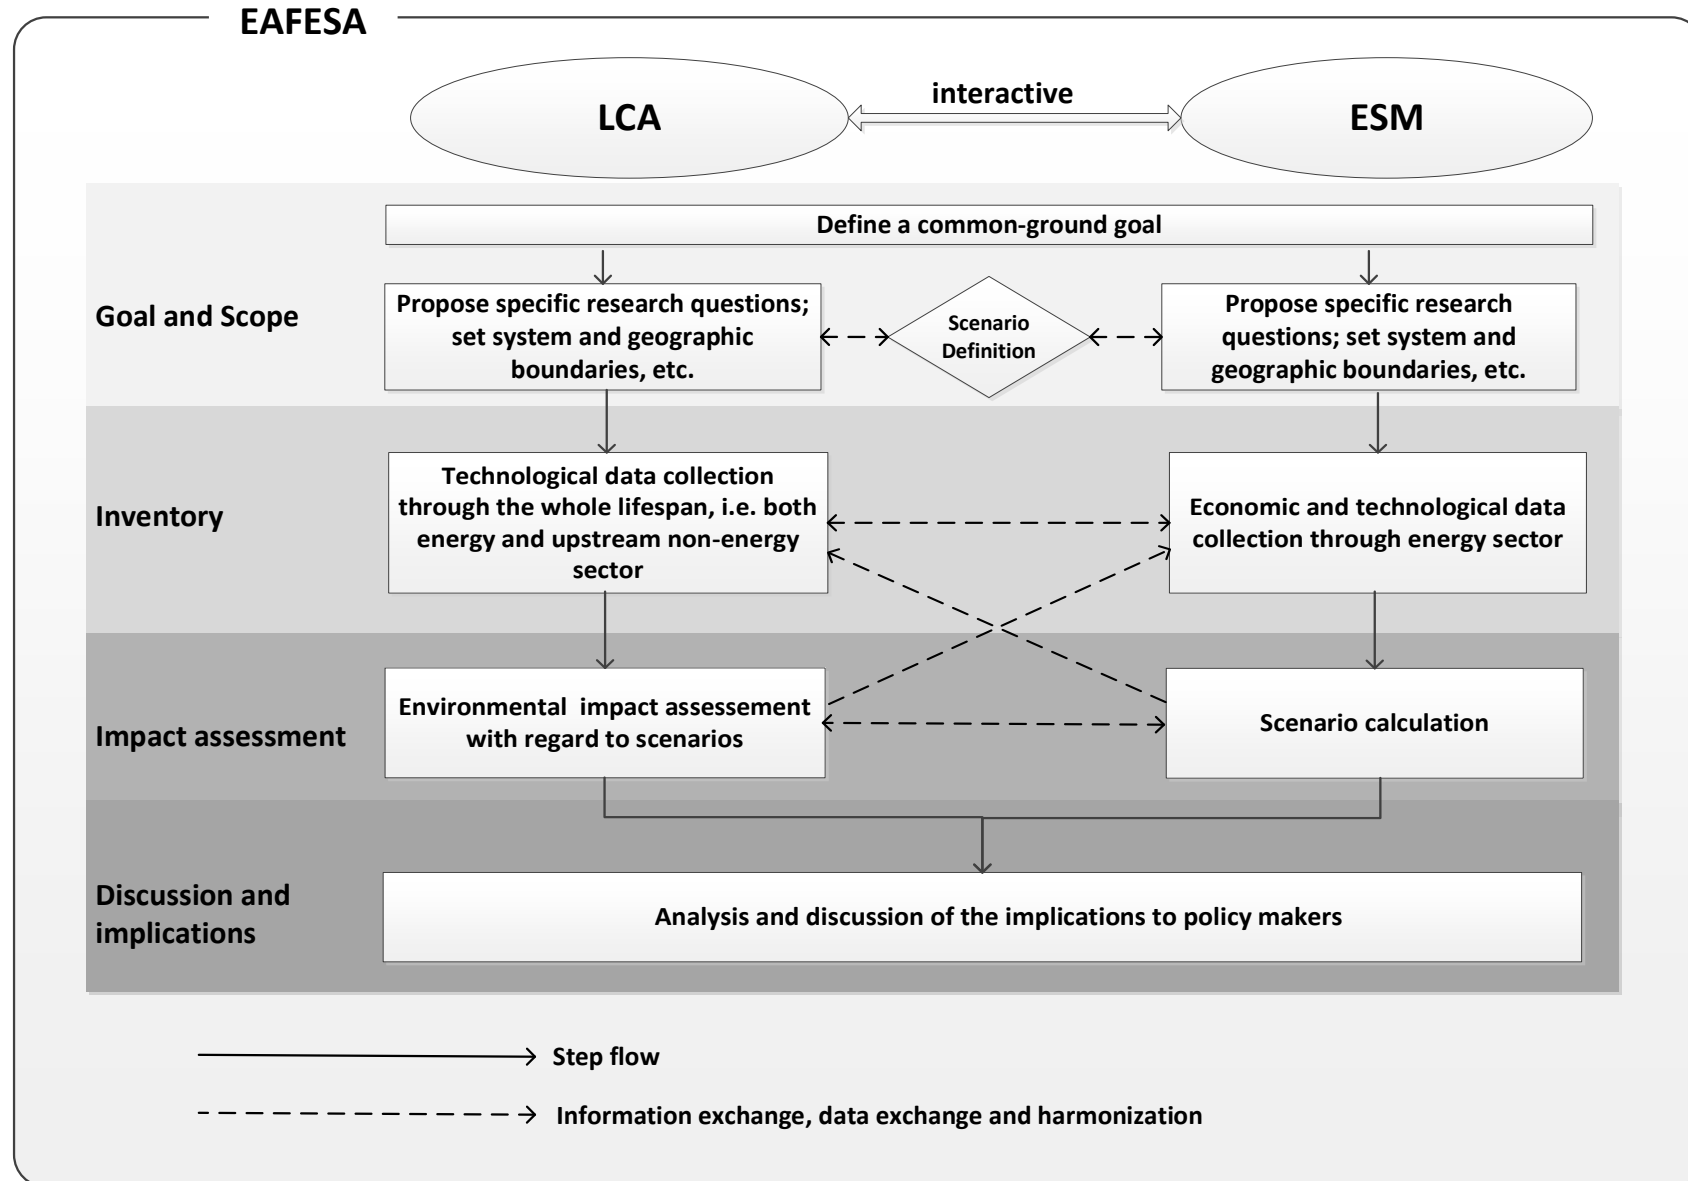 EAFESA
LCA
interactive
ESM
Define a common-ground goal
Goal and Scope
Propose specific research questions;
set system and geographic
boundaries, etc.
Scenario
Definition
Propose specific research
questions; set system and
geographic boundaries, etc.
Inventory
Technological data collection
through the whole lifespan, i.e. both
energy and upstream non-energy
sector
Economic and technological data
collection through energy sector
Impact assessment
Environmental  impact assessement
with regard to scenarios
Scenario calculation
Discussion and
implications
Analysis and discussion of the implications to policy makers
Step flow
Information exchange, data exchange and harmonization